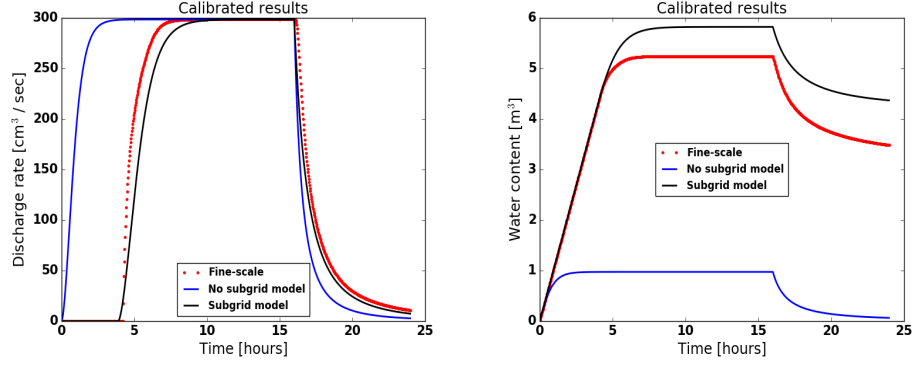 Calibrated results
300
250
200
150
100
50
0
Discharge rate [cm³ / sec]
Fine-scale
No subgrid model
Subgrid model
0 5 10 15 20 25
Time [hours]
Calibrated results
6
5
4
3
2
1
0
Water content [m³]
Fine-scale
No subgrid model
Subgrid model
0 5 10 15 20 25
Time [hours]